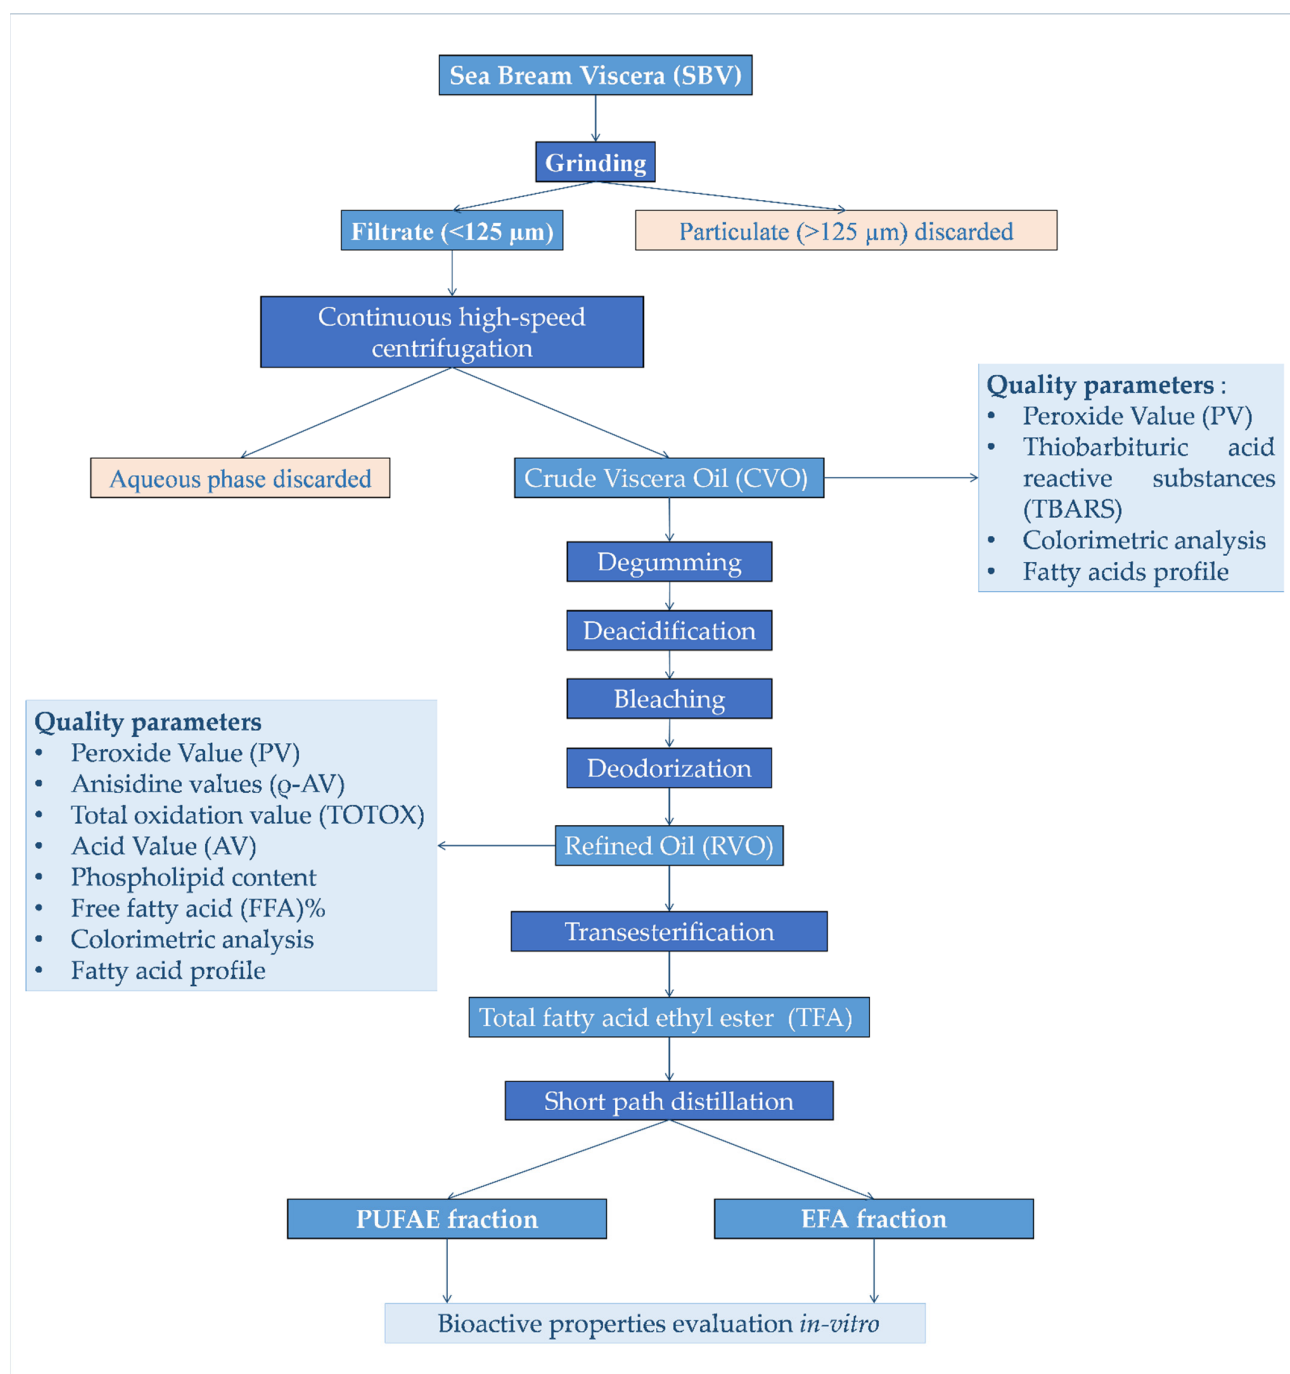 Sea Bream Viscera (SBV)
Grinding
Filtrate (<125 µm)
Particulate (>125 µm) discarded
Continuous high-speed
centrifugation
Aqueous phase discarded
Crude Viscera Oil (CVO)
Quality parameters :
• Peroxide Value (PV)
• Thiobarbituric acid
reactive substances
(TBARS)
• Colorimetric analysis
• Fatty acids profile
Degumming
Deacidification
Bleaching
Deodorization
Refined Oil (RVO)
Quality parameters
• Peroxide Value (PV)
• Anisidine values (ϱ-AV)
• Total oxidation value (TOTOX)
• Acid Value (AV)
• Phospholipid content
• Free fatty acid (FFA)%
• Colorimetric analysis
• Fatty acid profile
Transesterification
Total fatty acid ethyl ester (TFA)
Short path distillation
PUFAE fraction
EFA fraction
Bioactive properties evaluation in-vitro